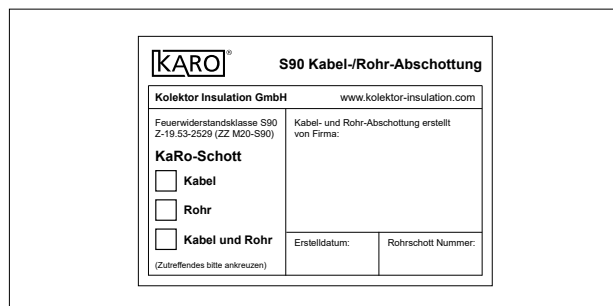 KARO®
S90 Kabel-/Rohr-Abschottung
Kolektor Insulation GmbH
www.kolektor-insulation.com
Feuerwiderstandsklasse S90
Z-19.53-2529 (ZZ M20-S90)
KaRo-Schott
Kabel
Rohr
Kabel und Rohr
(Zutreffendes bitte ankreuzen)
Kabel- und Rohr-Abschottung erstellt
von Firma:
Erstelldatum:
Rohrschott Nummer: